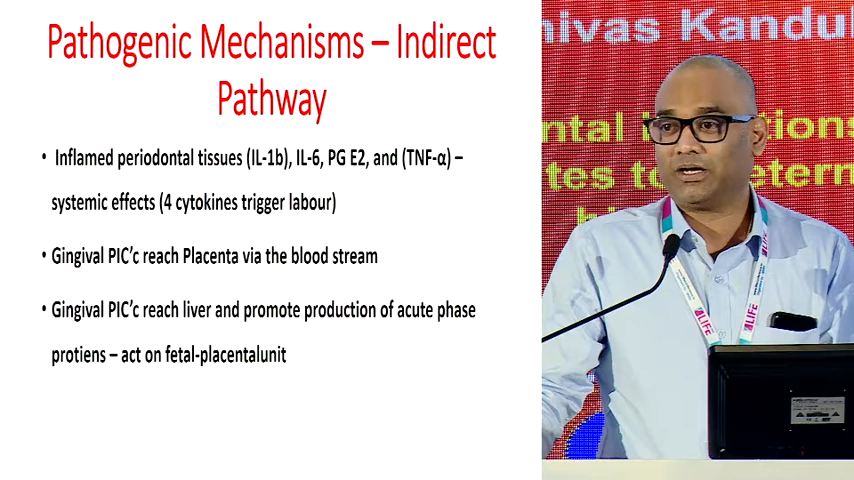 Pathogenic Mechanisms – Indirect
Pathway
• Inflamed periodontal tissues (IL-1b), IL-6, PG E2, and (TNF-α) –
systemic effects (4 cytokines trigger labour)
• Gingival PIC'c reach Placenta via the blood stream
• Gingival PIC'c reach liver and promote production of acute phase
protiens – act on fetal-placentalunit
LIFE
LIFE